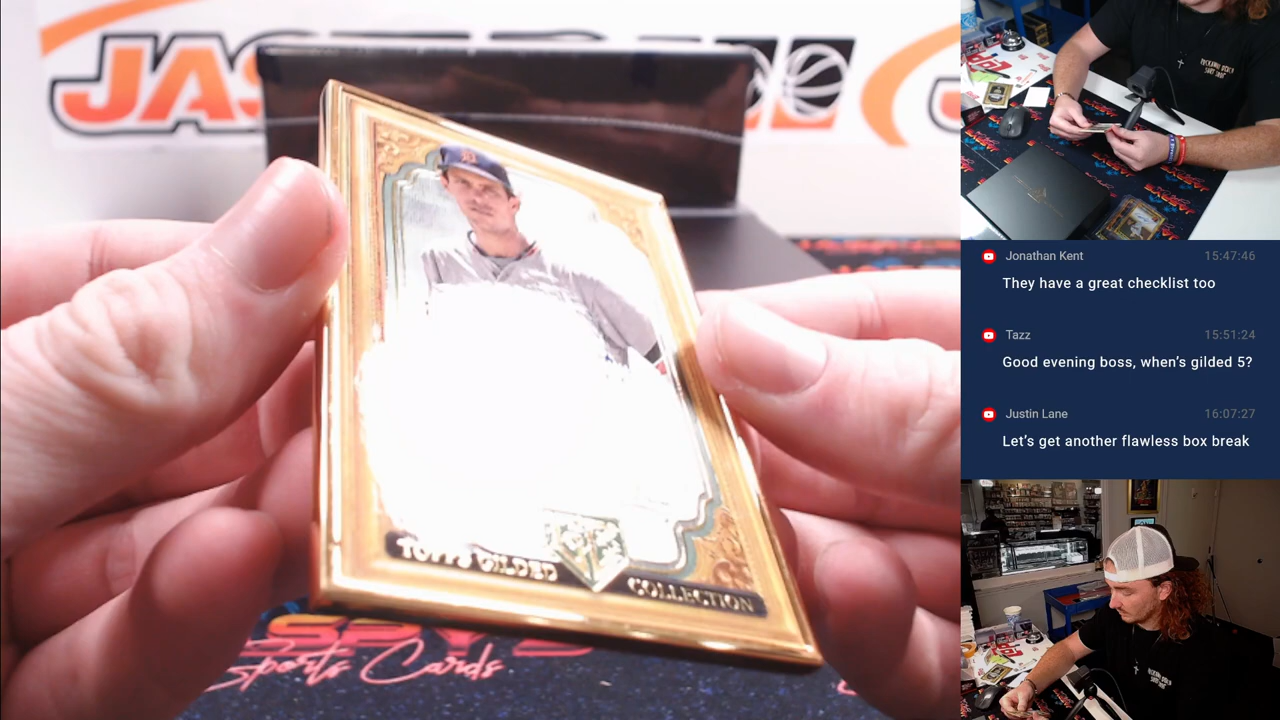 JAS
TOPPS GILDED
COLLECTION
JASPY'S
Sports Cards
Jonathan Kent 15:47:46
They have a great checklist too
Tazz 15:51:24
Good evening boss, when's gilded 5?
Justin Lane 16:07:27
Let's get another flawless box break